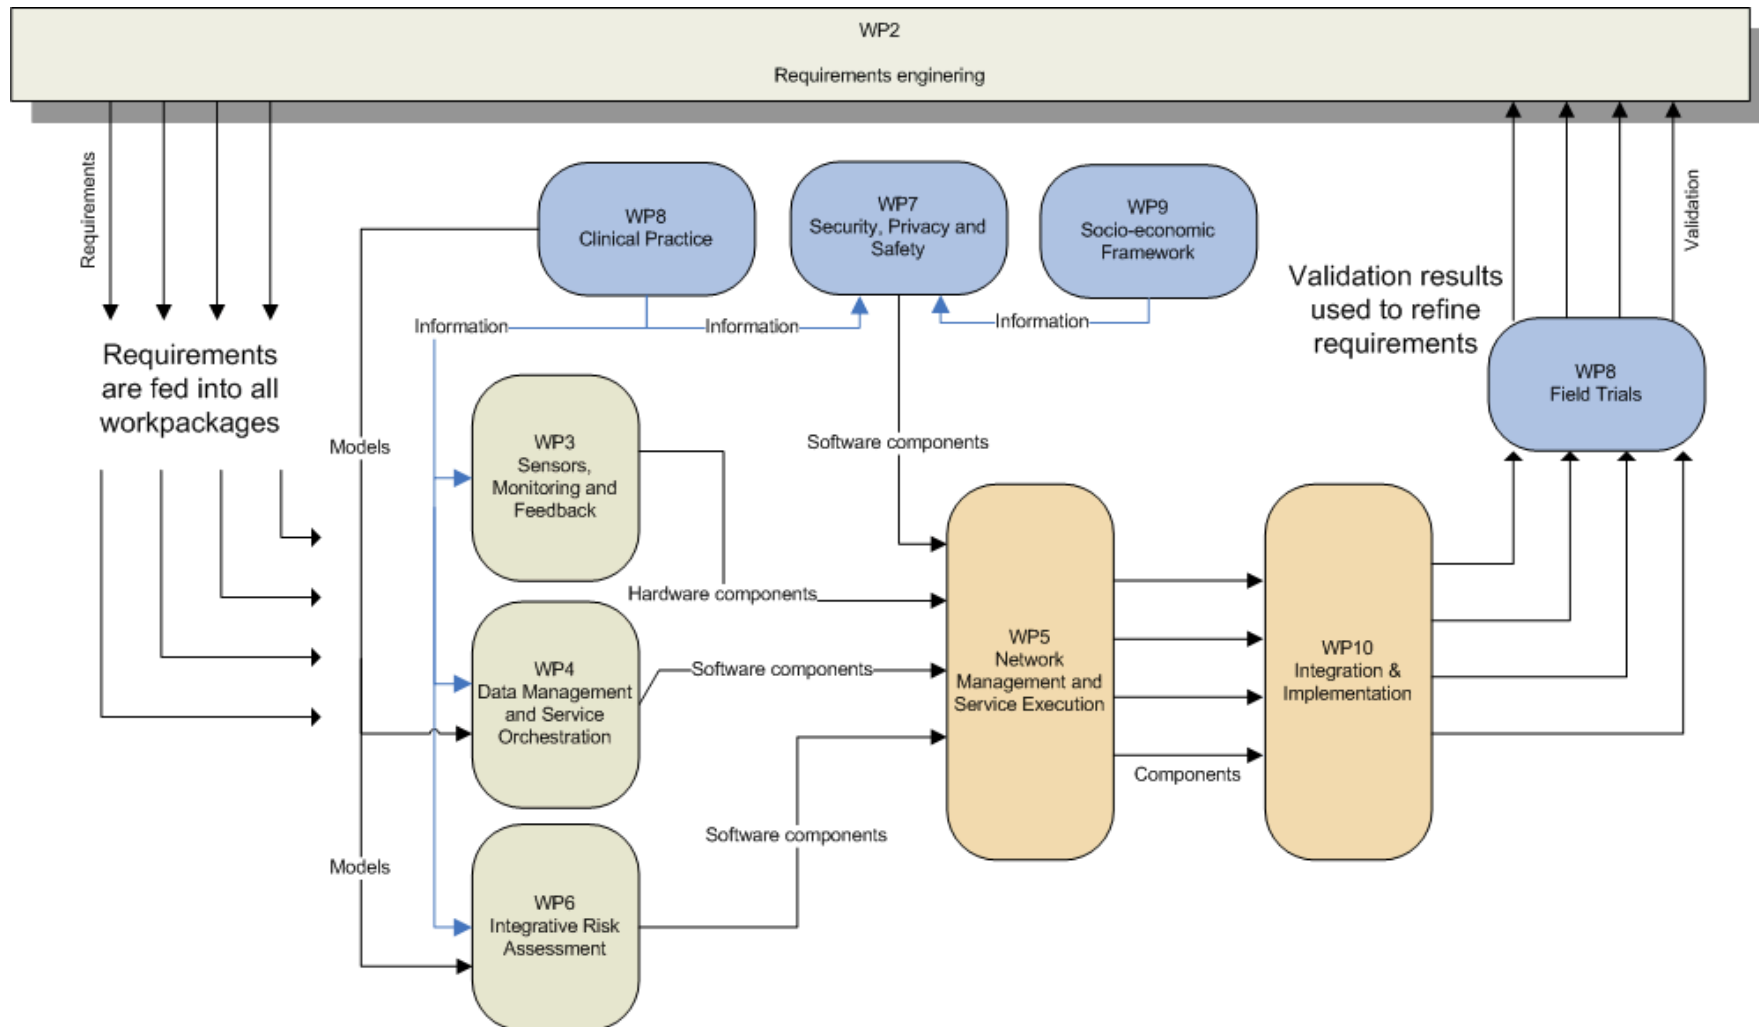 WP2
Requirements enginering
Requirements
WP8
Clinical Practice
WP7
Security, Privacy and
Safety
WP9
Socio-economic
Framework
Validation
Validation results
used to refine
requirements
Information
Information
Information
Requirements
are fed into all
workpackages
WP8
Field Trials
Models
WP3
Sensors,
Monitoring and
Feedback
Software components
Hardware components
WP4
Data Management
and Service
Orchestration
Software components
WP5
Network
Management and
Service Execution
WP10
Integration &
Implementation
Components
Software components
Models
WP6
Integrative Risk
Assessment